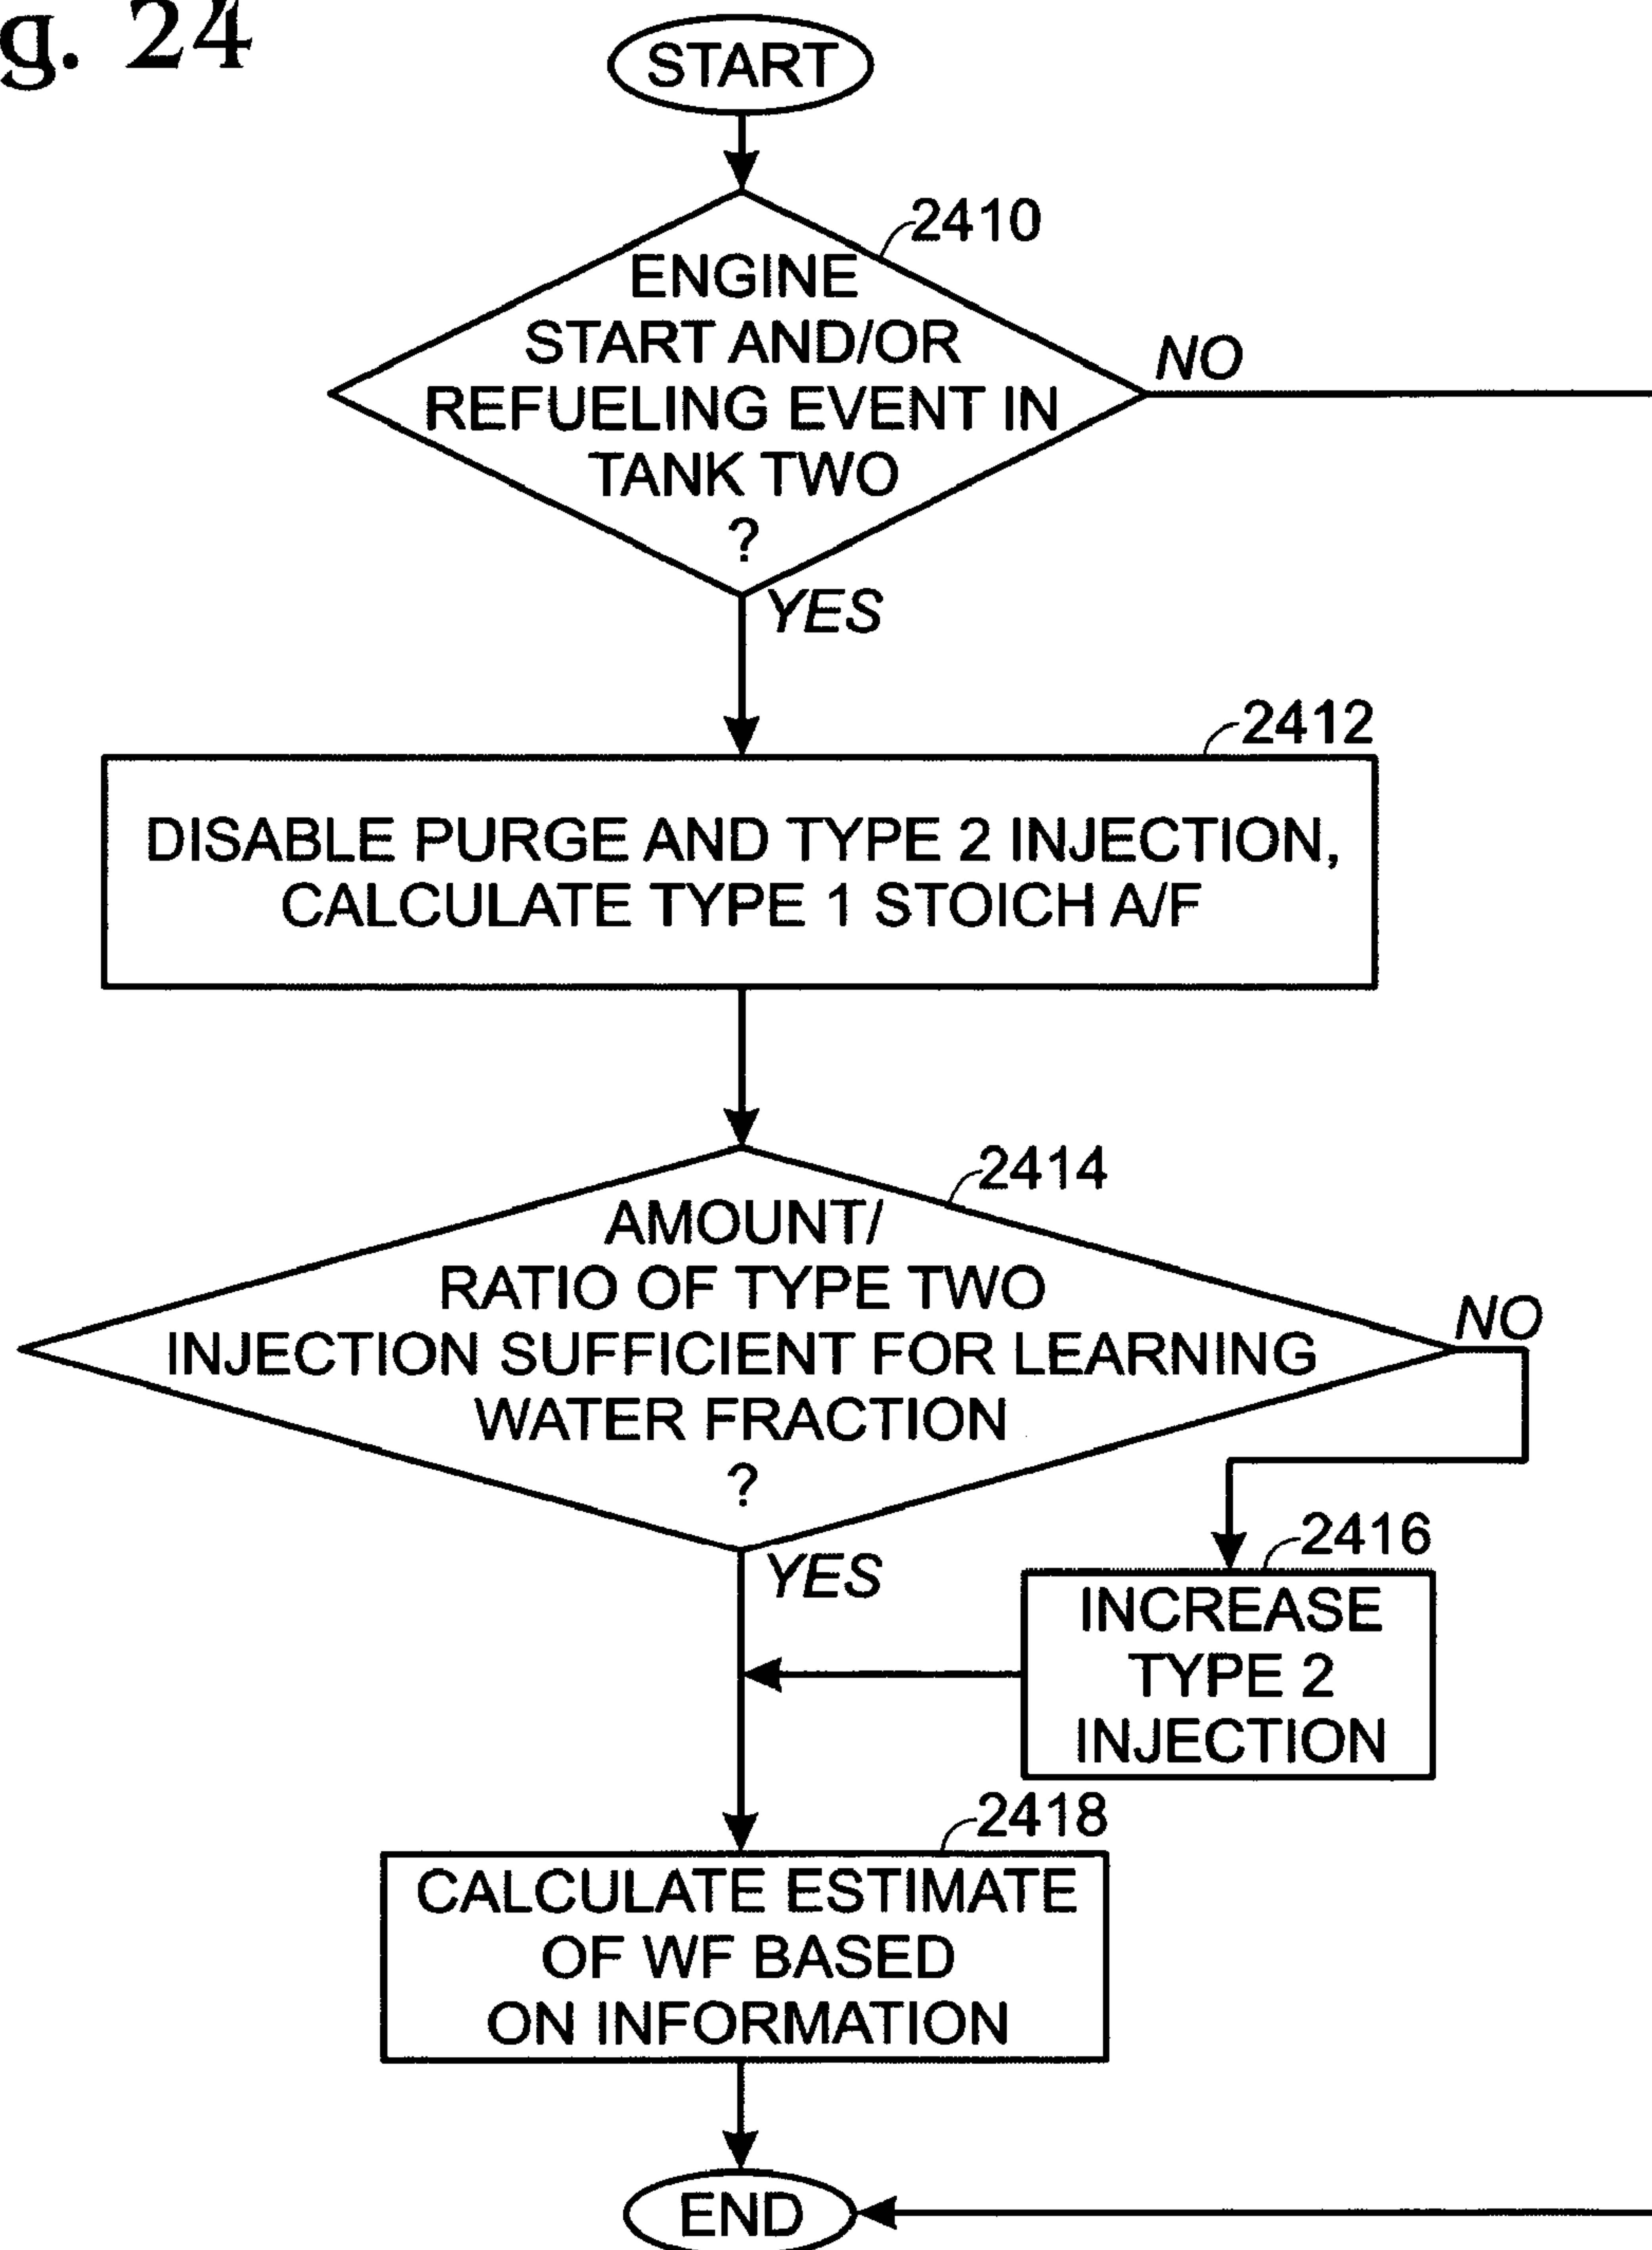 g. 24
START
2410
ENGINE
START AND/OR
REFUELING EVENT IN
TANK TWO
?
NO
YES
2412
DISABLE PURGE AND TYPE 2 INJECTION,
CALCULATE TYPE 1 STOICH A/F
2414
AMOUNT/
RATIO OF TYPE TWO
INJECTION SUFFICIENT FOR LEARNING
WATER FRACTION
?
NO
YES
2416
INCREASE
TYPE 2
INJECTION
2418
CALCULATE ESTIMATE
OF WF BASED
ON INFORMATION
END